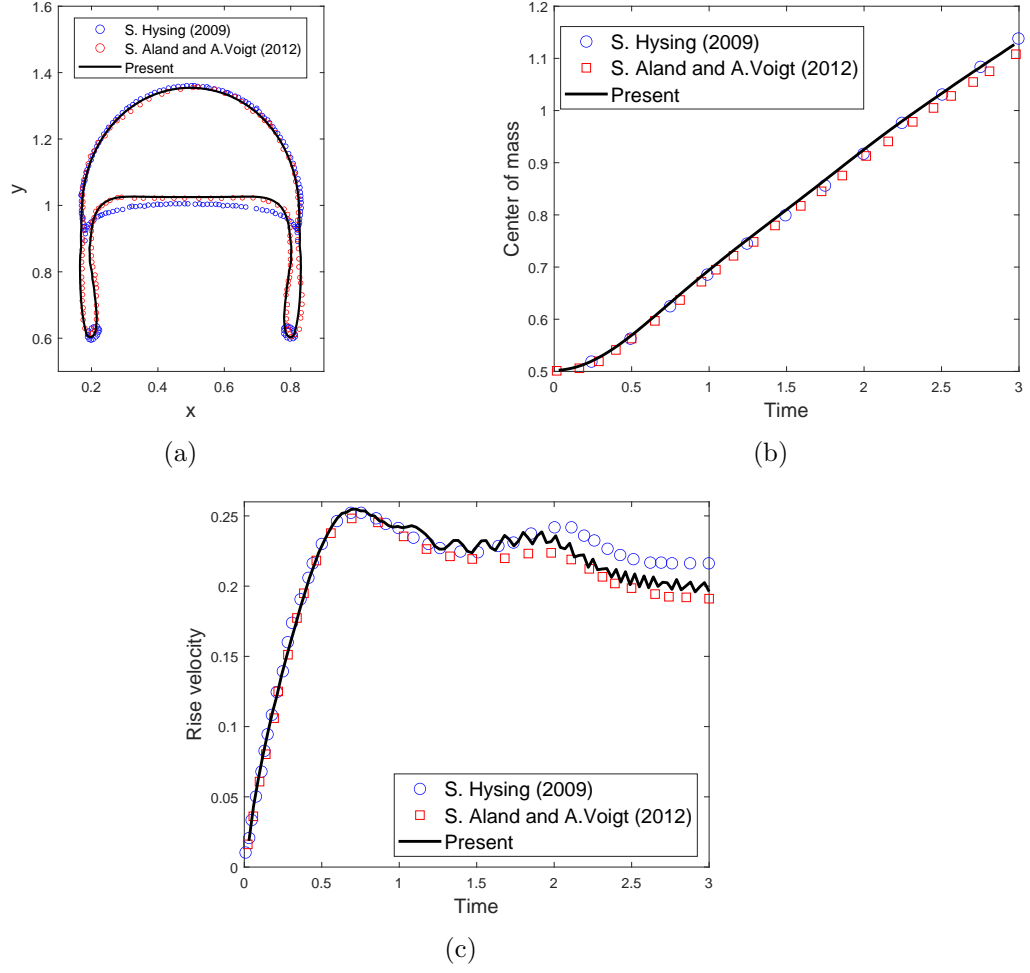 S. Hysing (2009)
S. Aland and A.Voigt (2012)
Present
1.6
1.4
1.2
1
0.8
0.6
y
0.2
0.4
0.6
0.8
x
(a)
S. Hysing (2009)
S. Aland and A.Voigt (2012)
Present
1.2
1.1
1
0.9
0.8
0.7
0.6
0.5
Center of mass
0
0.5
1
1.5
2
2.5
3
Time
(b)
0.25
0.2
0.15
0.1
0.05
0
Rise velocity
S. Hysing (2009)
S. Aland and A.Voigt (2012)
Present
0
0.5
1
1.5
2
2.5
3
Time
(c)